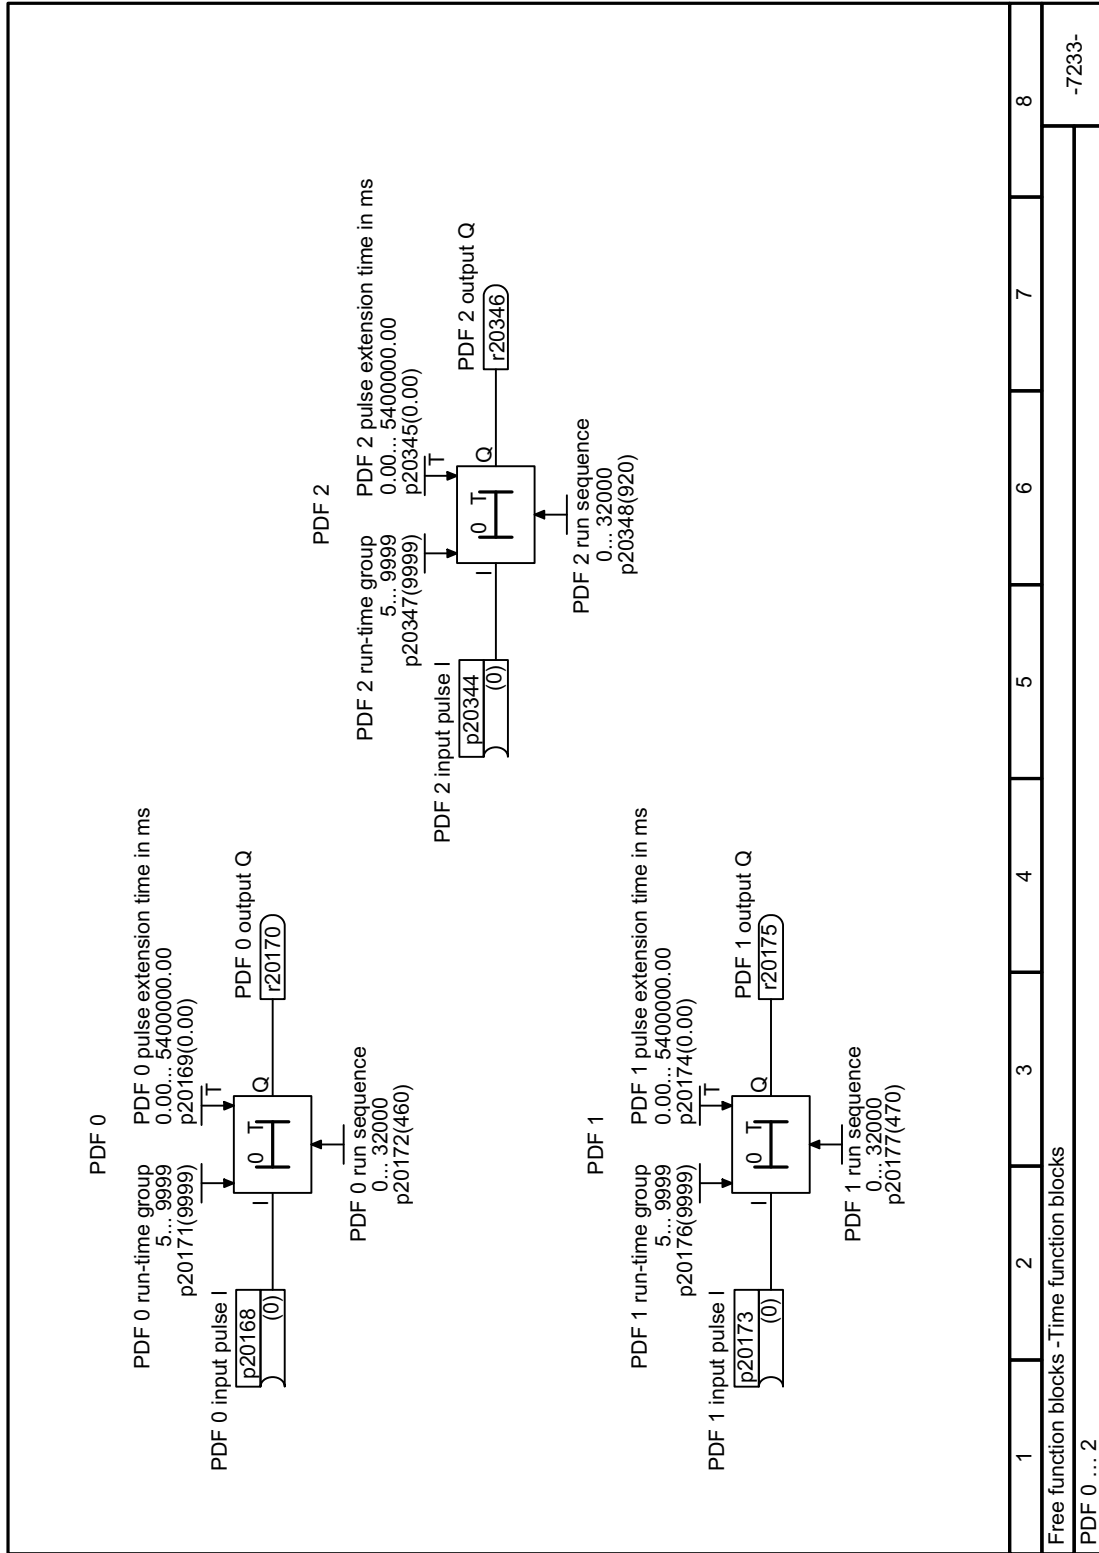 PDF 0
PDF 0 run-time group
5... 9999
p20171(9999)
PDF 0 pulse extension time in ms
0.00... 5400000.00
p20169(0.00)
T
PDF 0 input pulse I
p20168
(0)
I
0 T
Q
PDF 0 output Q
r20170
PDF 0 run sequence
0... 32000
p20172(460)
PDF 2
PDF 2 run-time group
5... 9999
p20347(9999)
PDF 2 pulse extension time in ms
0.00... 5400000.00
p20345(0.00)
T
PDF 2 input pulse I
p20344
(0)
I
0 T
Q
PDF 2 output Q
r20346
PDF 2 run sequence
0... 32000
p20348(920)
PDF 1
PDF 1 run-time group
5... 9999
p20176(9999)
PDF 1 pulse extension time in ms
0.00... 5400000.00
p20174(0.00)
T
PDF 1 input pulse I
p20173
(0)
I
0 T
Q
PDF 1 output Q
r20175
PDF 1 run sequence
0... 32000
p20177(470)
1 2 3 4 5 6 7 8
Free function blocks -Time function blocks
PDF 0 ... 2
-7233-